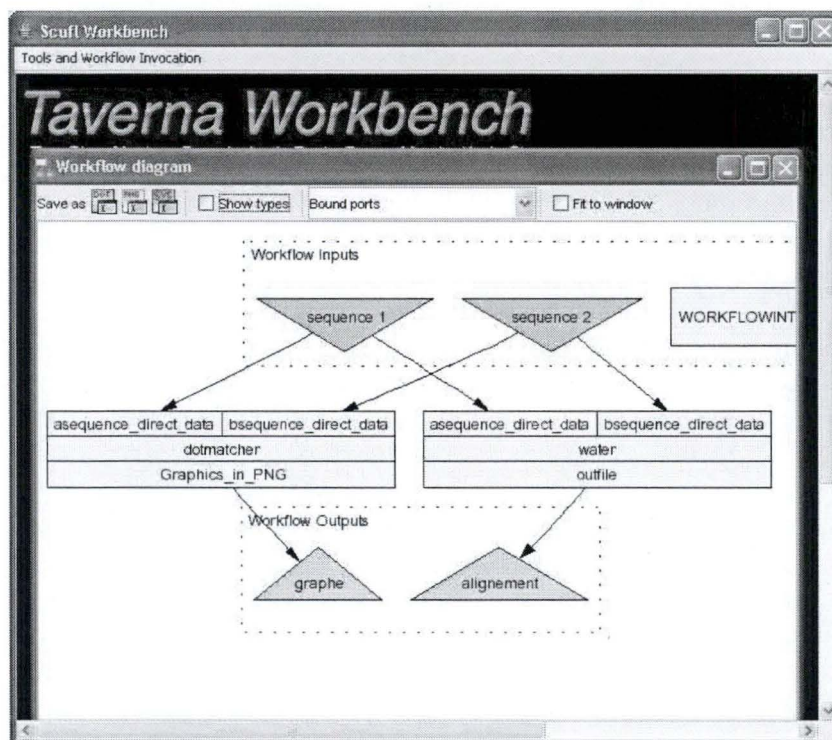 Scufl Workbench
Tools and Workflow Invocation
Taverna Workbench
Workflow diagram
Save as Show types Bound ports Fit to window
Workflow Inputs
sequence 1 sequence 2 WORKFLOWINT
asequence_direct_data bsequence_direct_data asequence_direct_data bsequence_direct_data
dotmatcher water
Graphics_in_PNG outfile
Workflow Outputs
graphe alignement